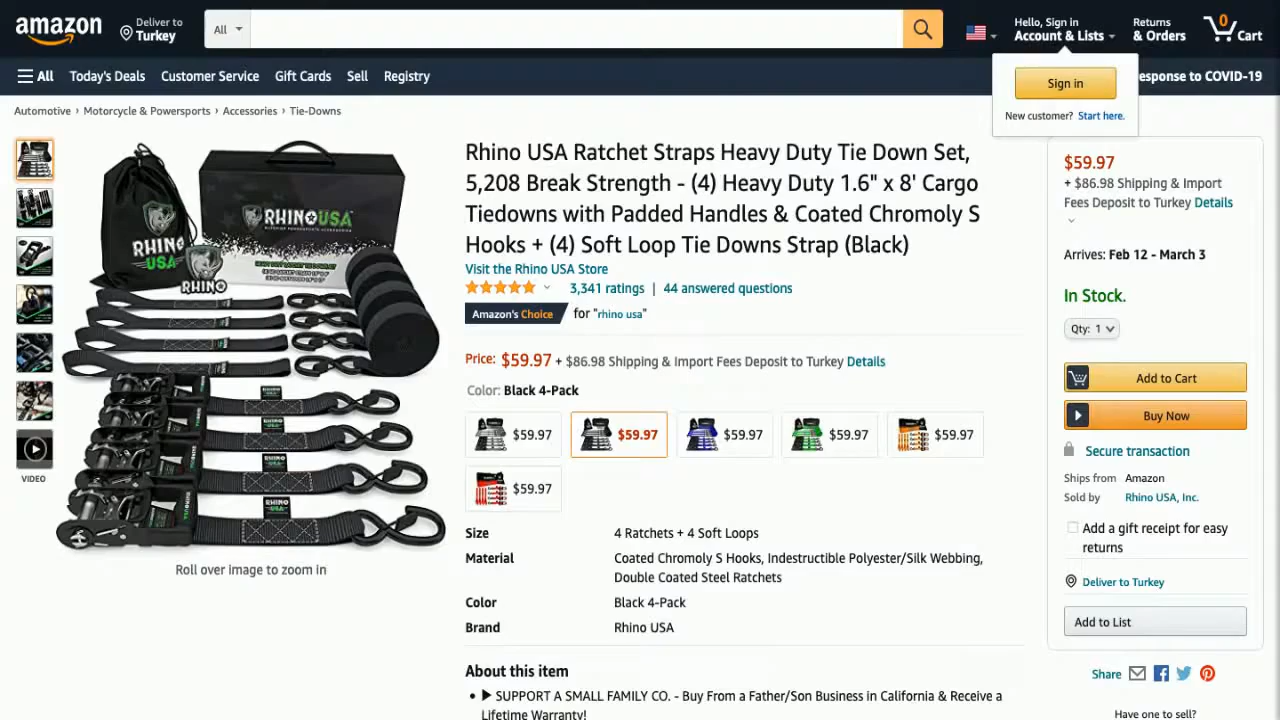 amazon
Deliver to
Turkey
All
Hello, Sign in
Account & Lists
Returns
& Orders
0
Cart
All
Today's Deals
Customer Service
Gift Cards
Sell
Registry
esponse to COVID-19
Sign in
New customer? Start here.
Automotive › Motorcycle & Powersports › Accessories › Tie-Downs
RHINO USA
RHINO
USA
RHINO
RHINO
USA
VIDEO
Roll over image to zoom in
Rhino USA Ratchet Straps Heavy Duty Tie Down Set,
5,208 Break Strength - (4) Heavy Duty 1.6" x 8' Cargo
Tiedowns with Padded Handles & Coated Chromoly S
Hooks + (4) Soft Loop Tie Downs Strap (Black)
Visit the Rhino USA Store
3,341 ratings | 44 answered questions
Amazon's Choice for "rhino usa"
Price: $59.97 + $86.98 Shipping & Import Fees Deposit to Turkey Details
Color: Black 4-Pack
$59.97 $59.97 $59.97 $59.97 $59.97
$59.97
Size 4 Ratchets + 4 Soft Loops
Material Coated Chromoly S Hooks, Indestructible Polyester/Silk Webbing,
Double Coated Steel Ratchets
Color Black 4-Pack
Brand Rhino USA
About this item
• ▶ SUPPORT A SMALL FAMILY CO. - Buy From a Father/Son Business in California & Receive a
Lifetime Warranty!
$59.97
+ $86.98 Shipping & Import
Fees Deposit to Turkey Details
Arrives: Feb 12 - March 3
In Stock.
Qty: 1
Add to Cart
Buy Now
Secure transaction
Ships from Amazon
Sold by Rhino USA, Inc.
Add a gift receipt for easy
returns
Deliver to Turkey
Add to List
Share
Have one to sell?